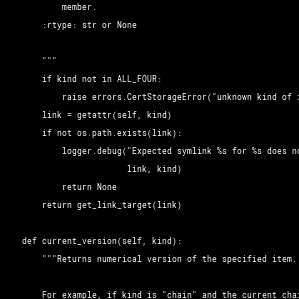 member.
:rtype: str or None
"""
if kind not in ALL_FOUR:
raise errors.CertStorageError("unknown kind of
link = getattr(self, kind)
if not os.path.exists(link):
logger.debug("Expected symlink %s for %s does
link, kind)
return None
return get_link_target(link)
def current_version(self, kind):
"""Returns numerical version of the specified item.
For example, if kind is "chain" and the current